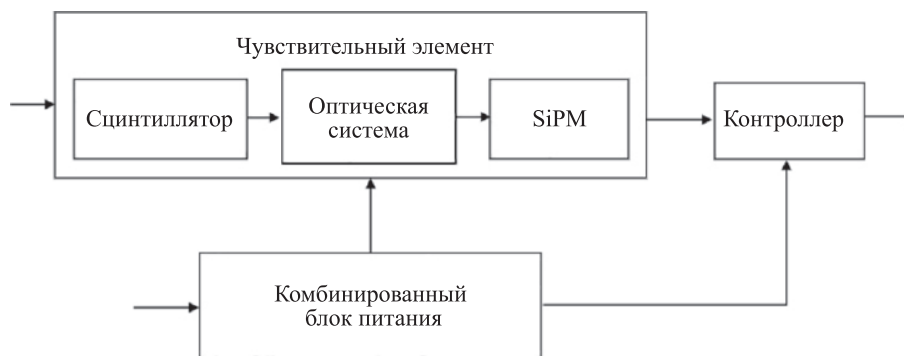 Чувствительный элемент
Сцинтиллятор
Оптическая
система
SiPM
Контроллер
Комбинированный
блок питания